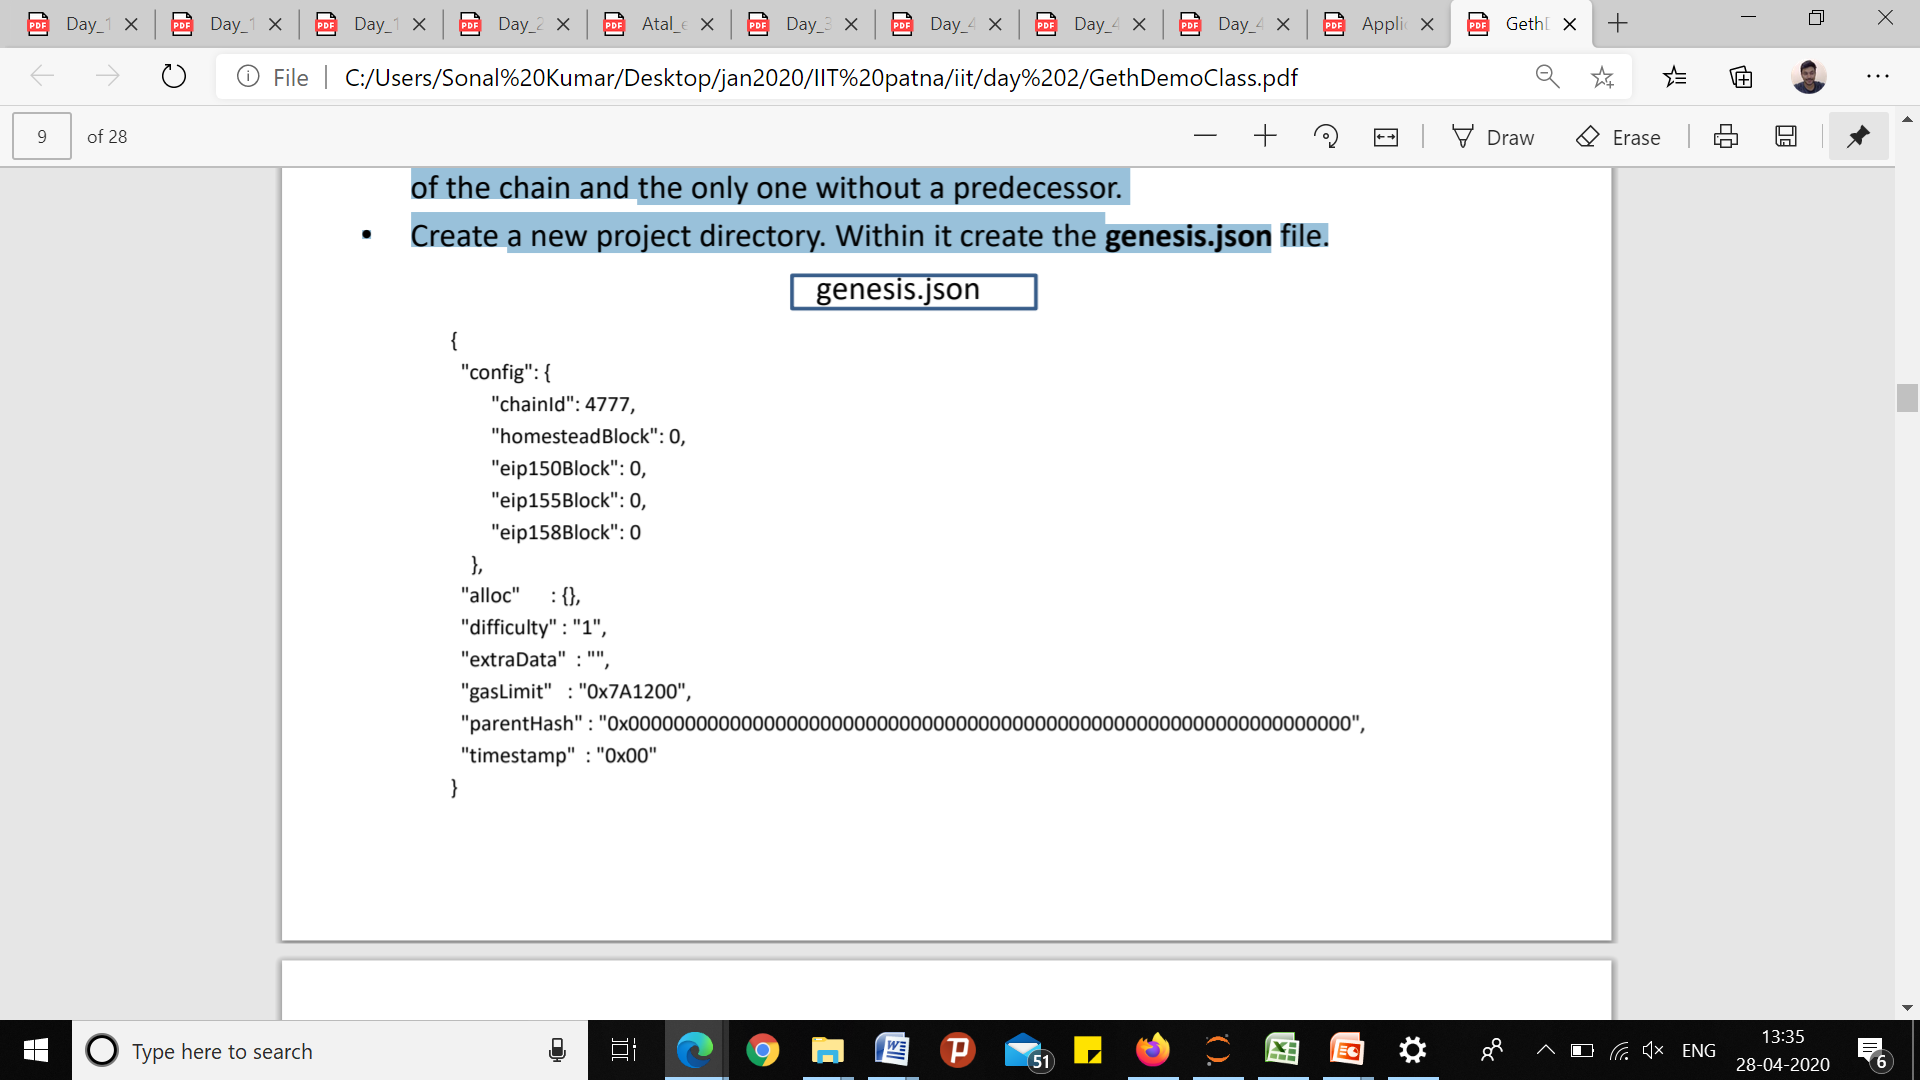 Day_1
Day_1
Day_1
Day_2
Atal_e
Day_3
Day_4
Day_4
Day_4
Applic
GethD
File
C:/Users/Sonal%20Kumar/Desktop/jan2020/IIT%20patna/iit/day%202/GethDemoClass.pdf
9 of 28
Draw
Erase
of the chain and the only one without a predecessor.
• Create a new project directory. Within it create the genesis.json file.
genesis.json
{
"config": {
"chainId": 4777,
"homesteadBlock": 0,
"eip150Block": 0,
"eip155Block": 0,
"eip158Block": 0
},
"alloc" : {},
"difficulty" : "1",
"extraData" : "",
"gasLimit" : "0x7A1200",
"parentHash" : "0x0000000000000000000000000000000000000000000000000000000000000000",
"timestamp" : "0x00"
}
Type here to search
51
ENG
13:35
28-04-2020
6